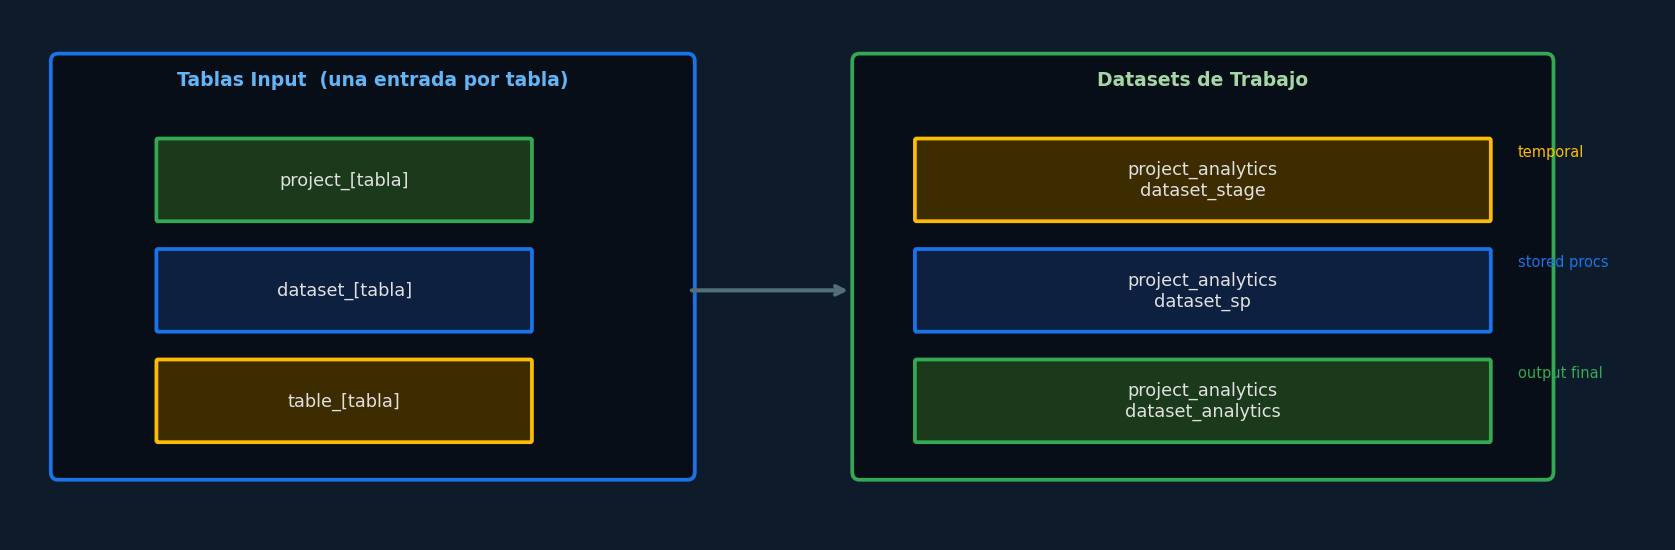 Tablas Input  (una entrada por tabla)
project_[tabla]
dataset_[tabla]
table_[tabla]
Datasets de Trabajo
project_analytics
dataset_stage
temporal
project_analytics
dataset_sp
stored procs
project_analytics
dataset_analytics
output final